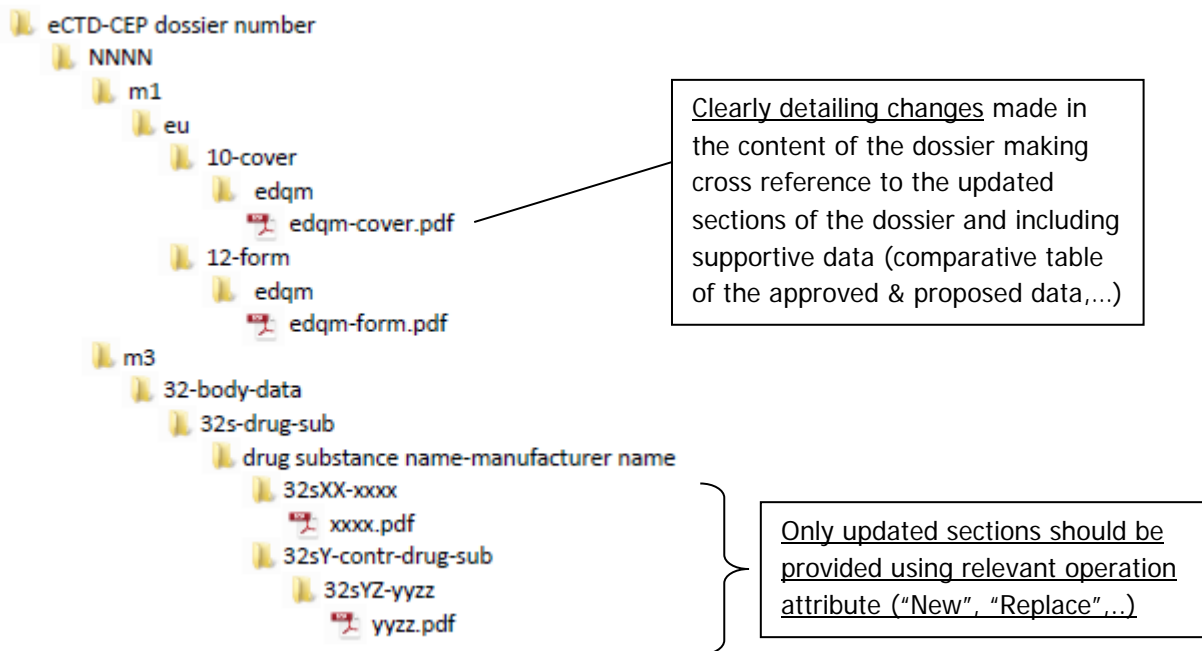 eCTD-CEP dossier number
NNNN
m1
eu
10-cover
edqm
edqm-cover.pdf
12-form
edqm
edqm-form.pdf
m3
32-body-data
32s-drug-sub
drug substance name-manufacturer name
32sXX-xxxx
xxxx.pdf
32sY-contr-drug-sub
32sYZ-yyzz
yyzz.pdf
Clearly detailing changes made in
the content of the dossier making
cross reference to the updated
sections of the dossier and including
supportive data (comparative table
of the approved & proposed data,...)
Only updated sections should be
provided using relevant operation
attribute (“New”, “Replace”,..)